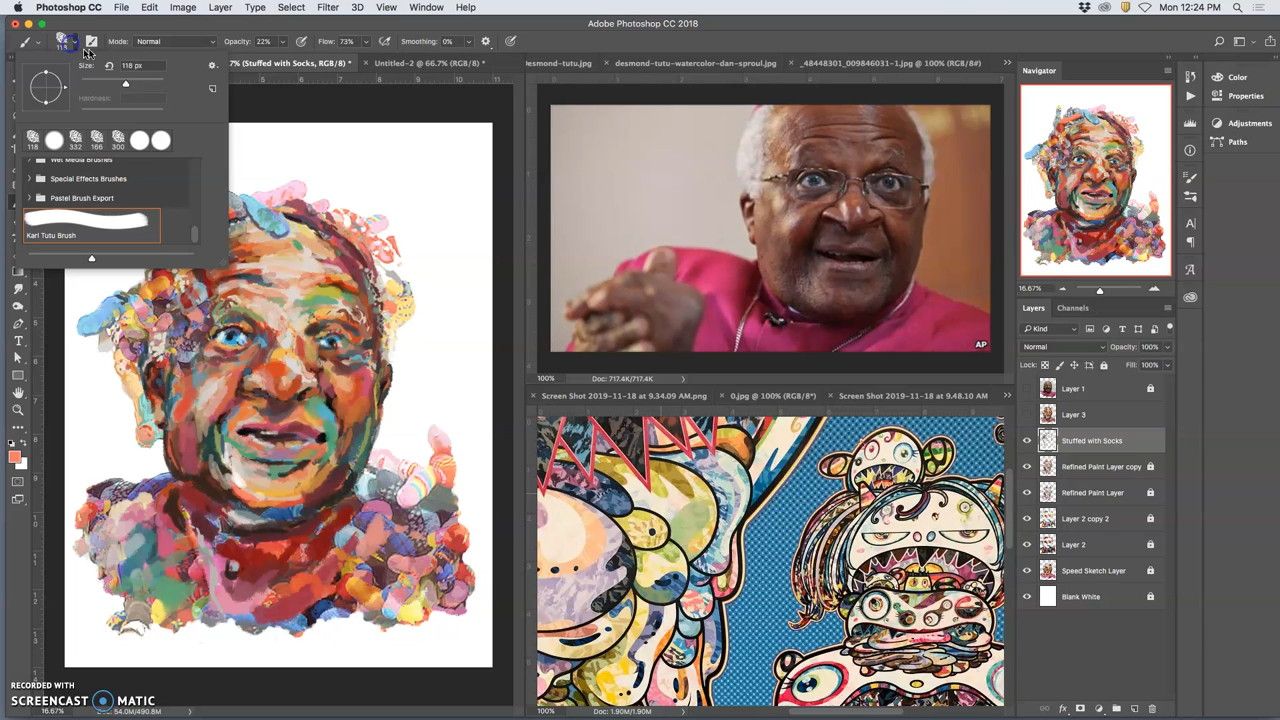 Photoshop CC File Edit Image Layer Type Select Filter 3D View Window Help Mon 12:24 PM
Adobe Photoshop CC 2018
Mode: Normal Opacity: 22% Flow: 73% Smoothing: 0%
(Stuffed with Socks, RGB/8) * × Untitled-2 @ 66.7% (RGB/8) *
desmond-tutu.jpg × desmond-tutu-watercolor-dan-sproul.jpg × _48448301_009846031-1.jpg @ 100% (RGB/8#)
Size: 118 px
Hardness:
118 332 166 300
Wet Media Brushes
Special Effects Brushes
Pastel Brush Export
Karl Tutu Brush
AP
100% Doc: 717.4K/717.4K
× Screen Shot 2019-11-18 at 9.34.09 AM.png × 0.jpg @ 100% (RGB/8*) × Screen Shot 2019-11-18 at 9.48.10 AM
100% Doc: 1.90M/1.90M
16.67% Doc: 54.0M/490.8M
RECORDED WITH
SCREENCAST MATIC
Navigator
16.67%
Layers Channels
Kind
Normal Opacity: 100%
Lock: Fill: 100%
Layer 1
Layer 3
Stuffed with Socks
Refined Paint Layer copy
Refined Paint Layer
Layer 2 copy 2
Layer 2
Speed Sketch Layer
Blank White
Color
Properties
Adjustments
Paths